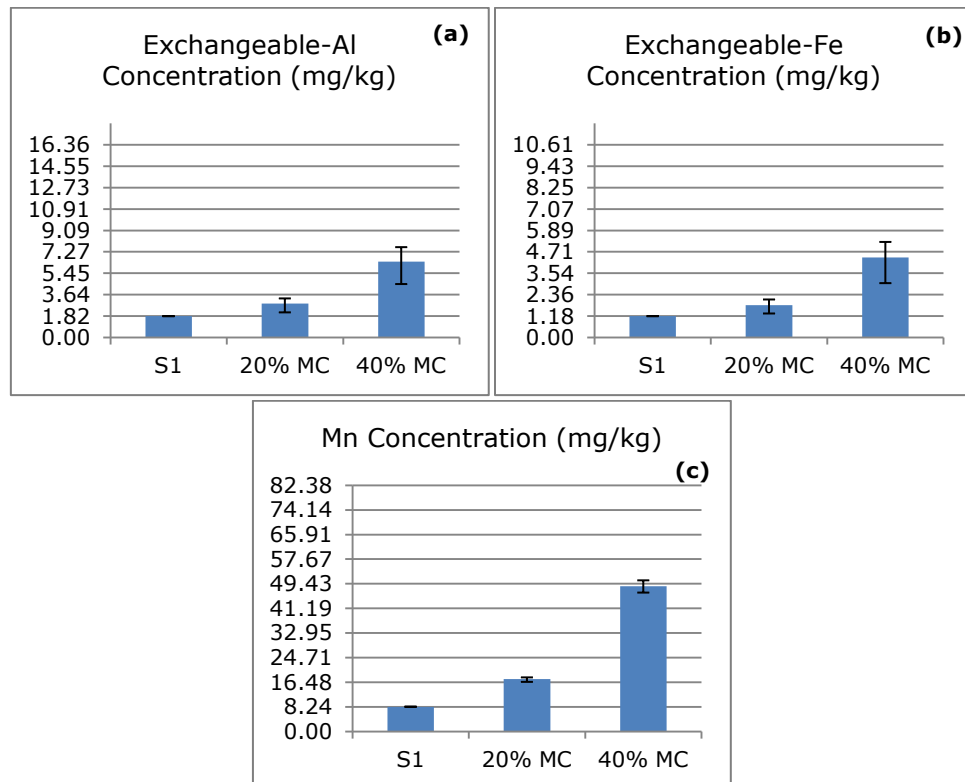 Exchangeable-Al
Concentration (mg/kg)
(a)
16.36
14.55
12.73
10.91
9.09
7.27
5.45
3.64
1.82
0.00
S1 20% MC 40% MC
Exchangeable-Fe
Concentration (mg/kg)
(b)
10.61
9.43
8.25
7.07
5.89
4.71
3.54
2.36
1.18
0.00
S1 20% MC 40% MC
Mn Concentration (mg/kg)
(c)
82.38
74.14
65.91
57.67
49.43
41.19
32.95
24.71
16.48
8.24
0.00
S1 20% MC 40% MC